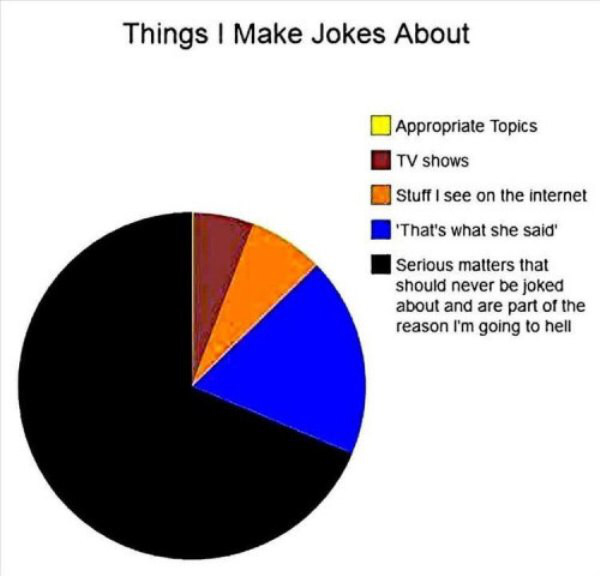 Things I Make Jokes About
Appropriate Topics
TV shows
Stuff I see on the internet
'That's what she said'
Serious matters that
should never be joked
about and are part of the
reason I'm going to hell